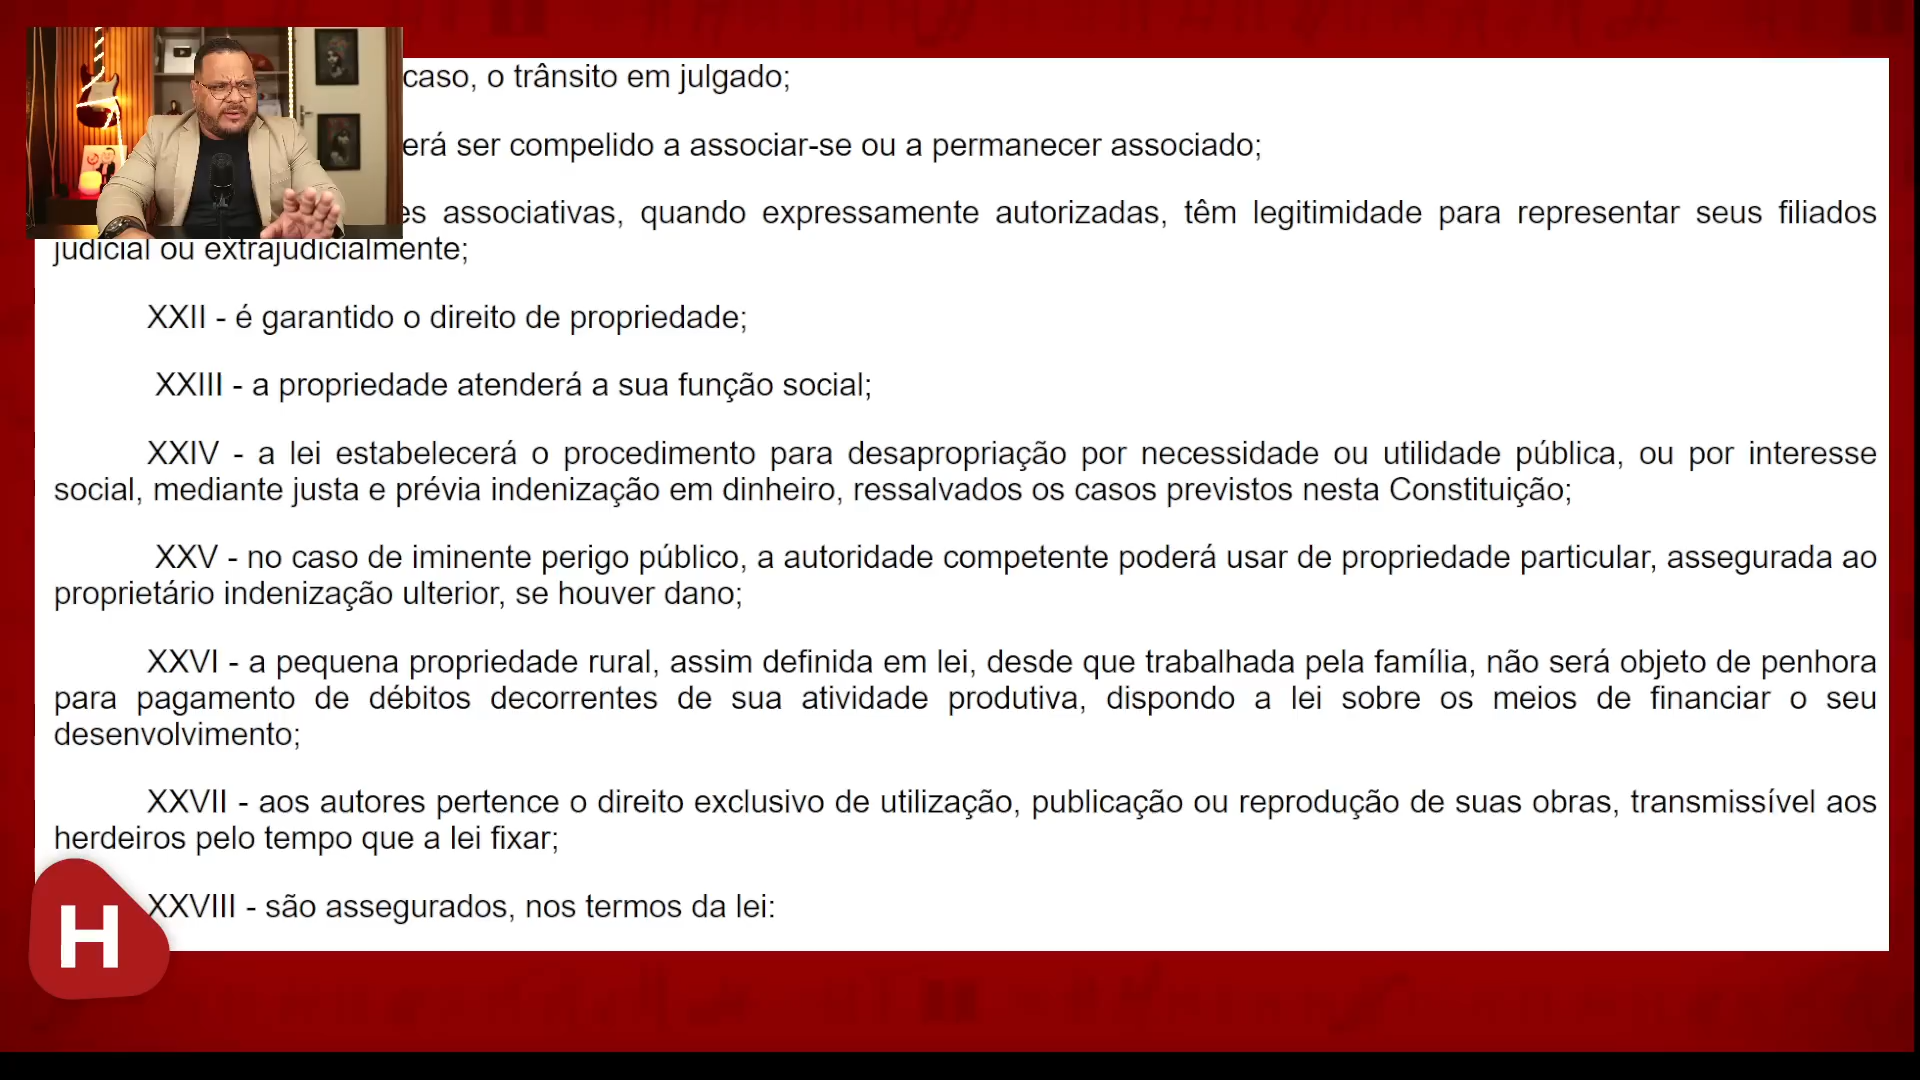 caso, o trânsito em julgado;
erá ser compelido a associar-se ou a permanecer associado;
es associativas, quando expressamente autorizadas, têm legitimidade para representar seus filiados
judicial ou extrajudicialmente;
XXII - é garantido o direito de propriedade;
XXIII - a propriedade atenderá a sua função social;
XXIV - a lei estabelecerá o procedimento para desapropriação por necessidade ou utilidade pública, ou por interesse
social, mediante justa e prévia indenização em dinheiro, ressalvados os casos previstos nesta Constituição;
XXV - no caso de iminente perigo público, a autoridade competente poderá usar de propriedade particular, assegurada ao
proprietário indenização ulterior, se houver dano;
XXVI - a pequena propriedade rural, assim definida em lei, desde que trabalhada pela família, não será objeto de penhora
para pagamento de débitos decorrentes de sua atividade produtiva, dispondo a lei sobre os meios de financiar o seu
desenvolvimento;
XXVII - aos autores pertence o direito exclusivo de utilização, publicação ou reprodução de suas obras, transmissível aos
herdeiros pelo tempo que a lei fixar;
XXVIII - são assegurados, nos termos da lei:
H